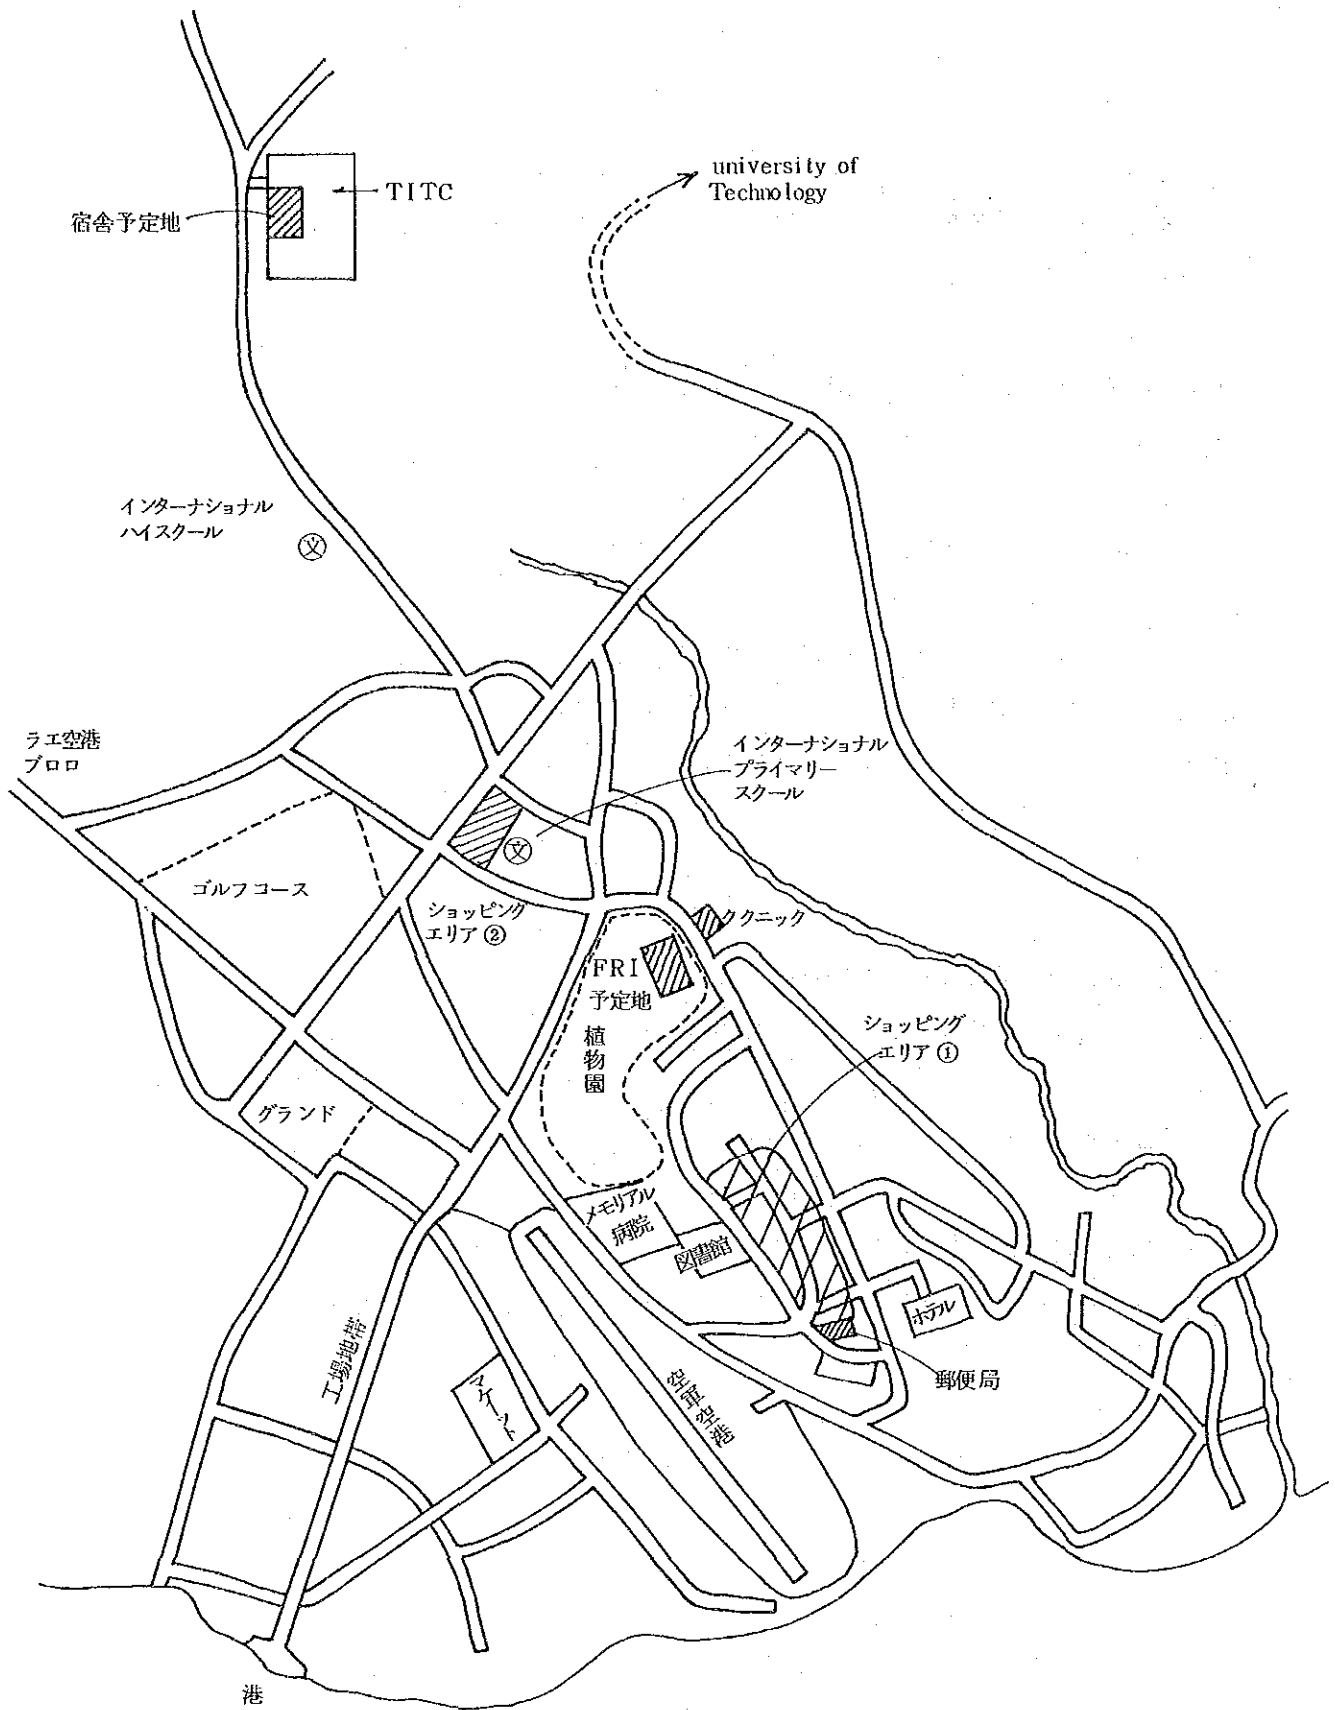 university of
Technology
TITC
宿舎予定地
インターナショナル
ハイスクール
文
ラエ空港
ブロロ
インターナショナル
プライマリー
スクール
文
ゴルフコース
ショッピング
エリア②
ククニック
FRI
予定地
植物園
ショッピング
エリア①
グランド
メモリアル
病院
図書館
ホテル
工場地帯
マーケット
空軍空港
郵便局
港